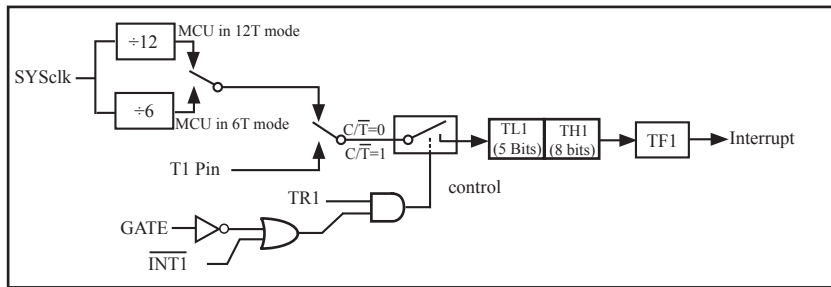 ÷12
MCU in 12T mode
SYSclk
÷6
MCU in 6T mode
C/T̅=0
C/T̅=1
TL1
(5 Bits)
TH1
(8 bits)
TF1
Interrupt
T1 Pin
control
TR1
GATE
I̅N̅T̅1̅